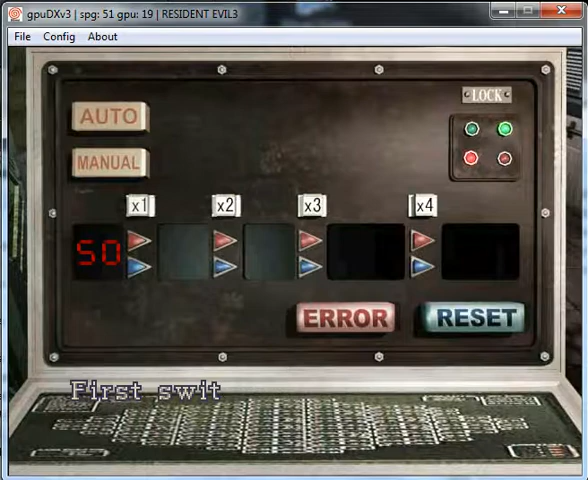 gpuDXv3 | spg: 51 gpu: 19 | RESIDENT EVIL3
File Config About
LOCK
AUTO
MANUAL
x1 x2 x3 x4
50
ERROR RESET
First swit